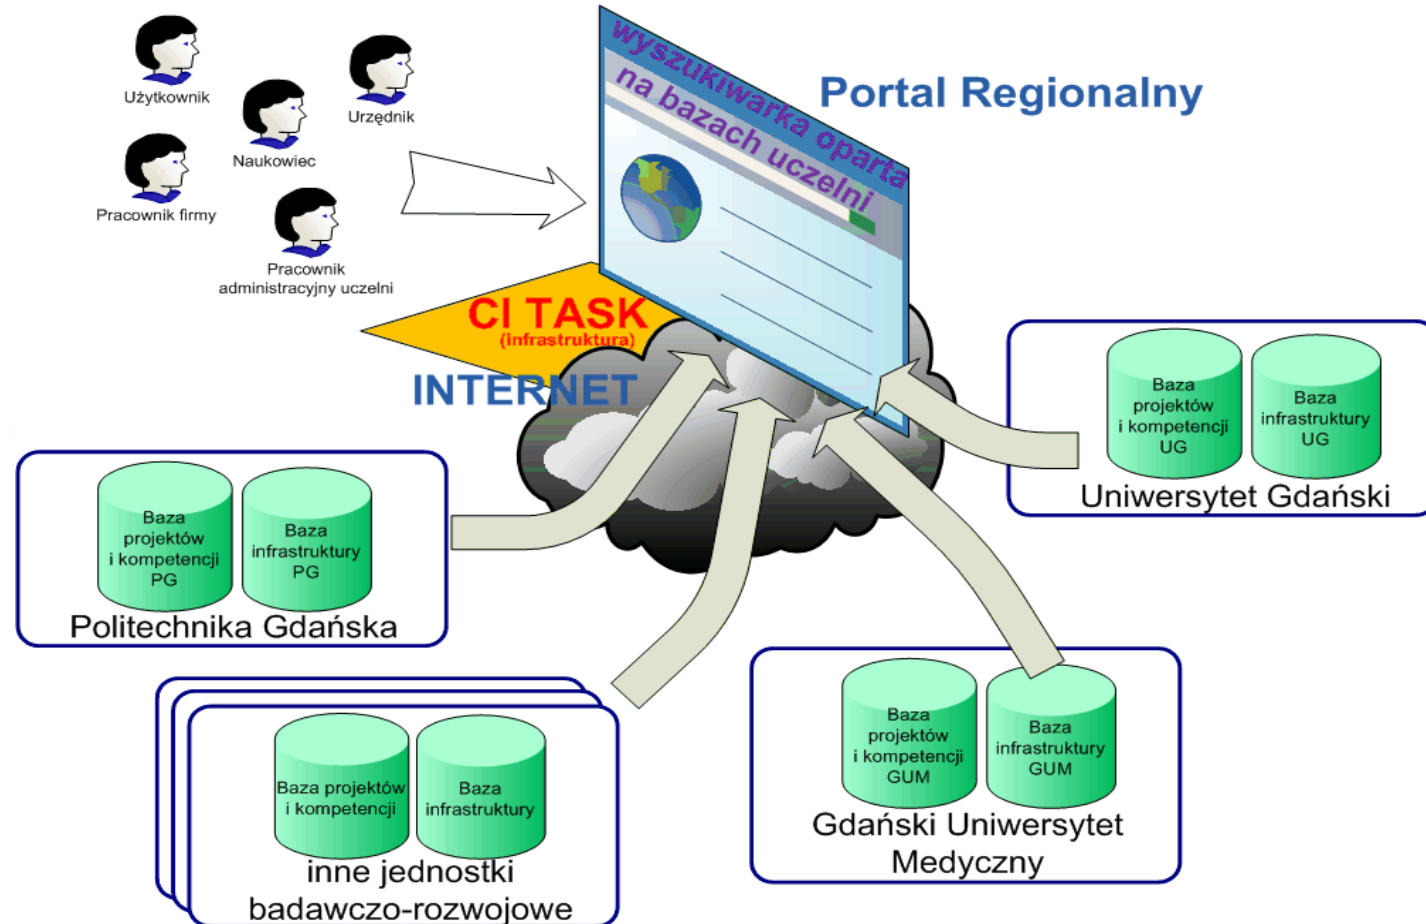 Użytkownik
Urzędnik
Naukowiec
Pracownik firmy
Pracownik
administracyjny uczelni
wyszukiwarka oparta
na bazach uczelni
Portal Regionalny
CI TASK
(infrastruktura)
INTERNET
Baza
projektów
i kompetencji
UG
Baza
infrastruktury
UG
Uniwersytet Gdański
Baza
projektów
i kompetencji
PG
Baza
infrastruktury
PG
Politechnika Gdańska
Baza projektów
i kompetencji
Baza
infrastruktury
inne jednostki
badawczo-rozwojowe
Baza
projektów
i kompetencji
GUM
Baza
infrastruktury
GUM
Gdański Uniwersytet
Medyczny